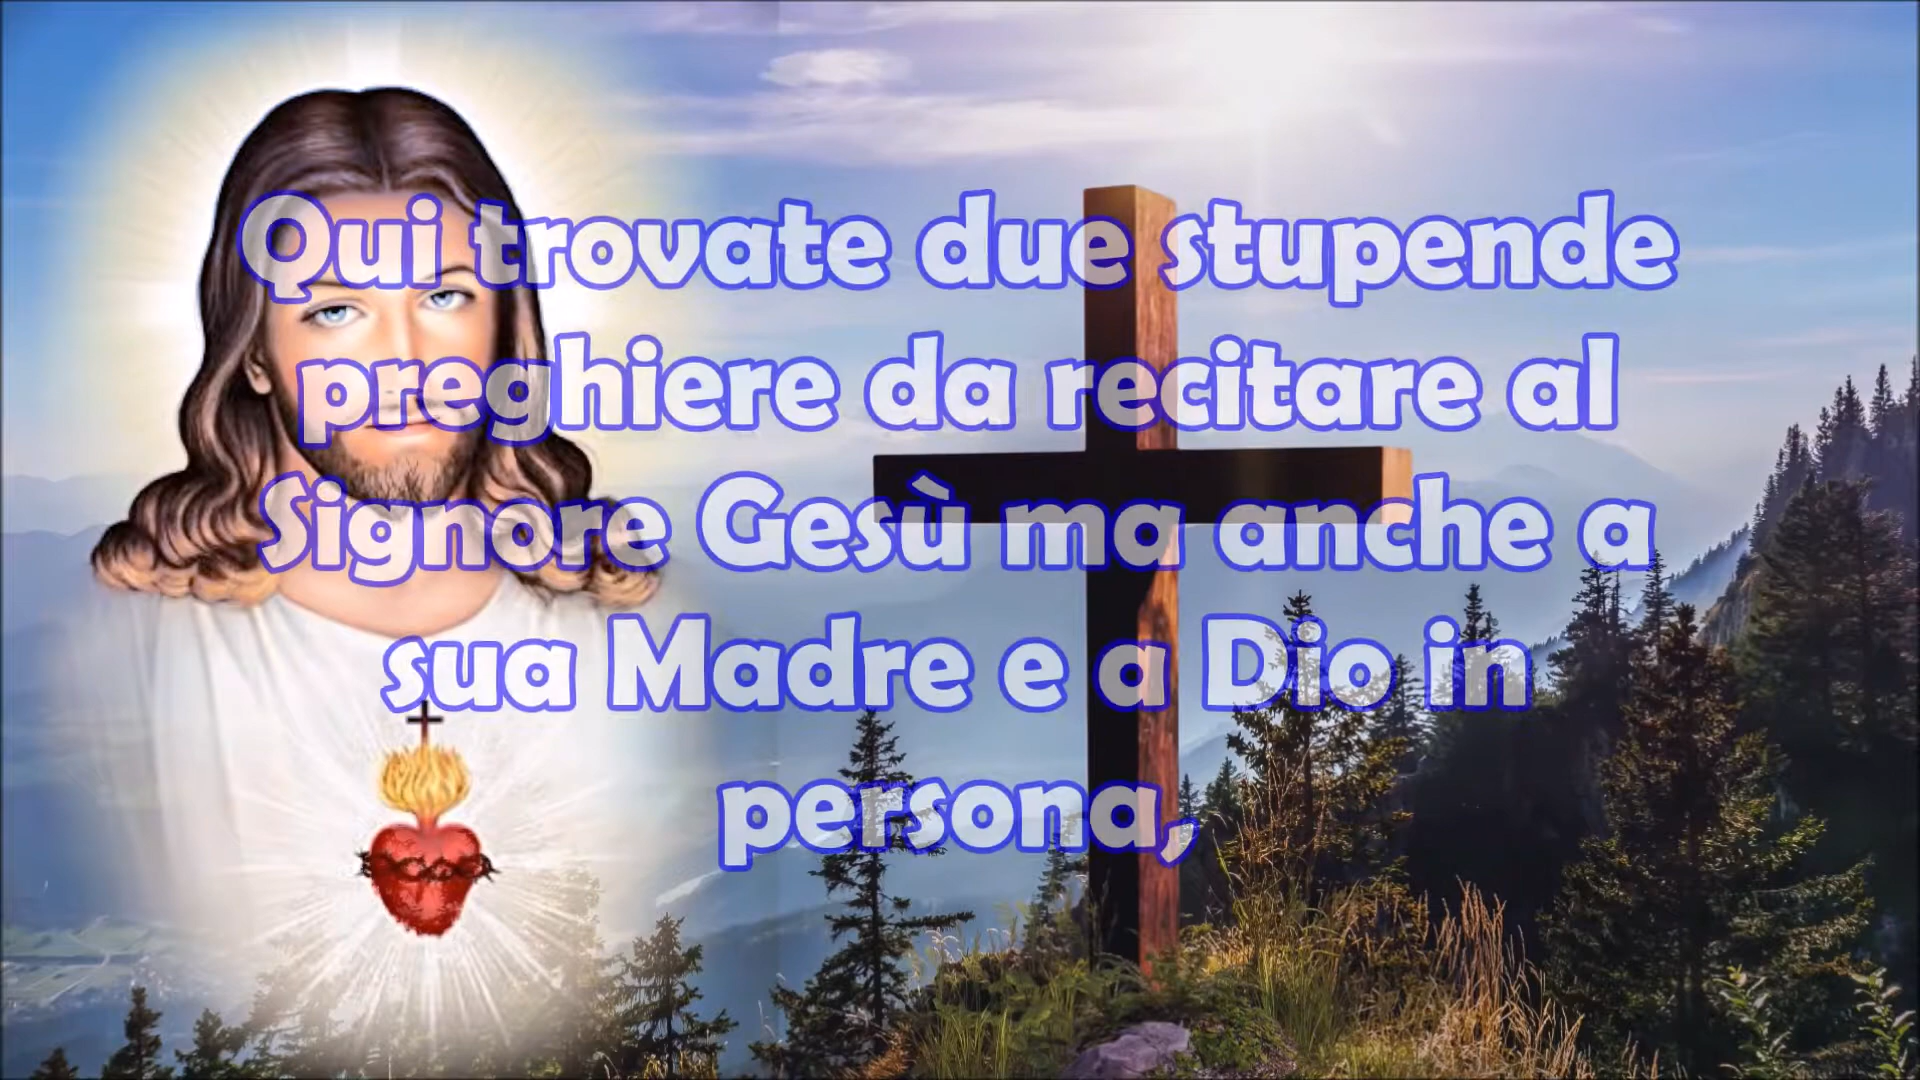 Qui trovate due stupende
preghiere da recitare al
Signore Gesù ma anche a
sua Madre e a Dio in
persona,